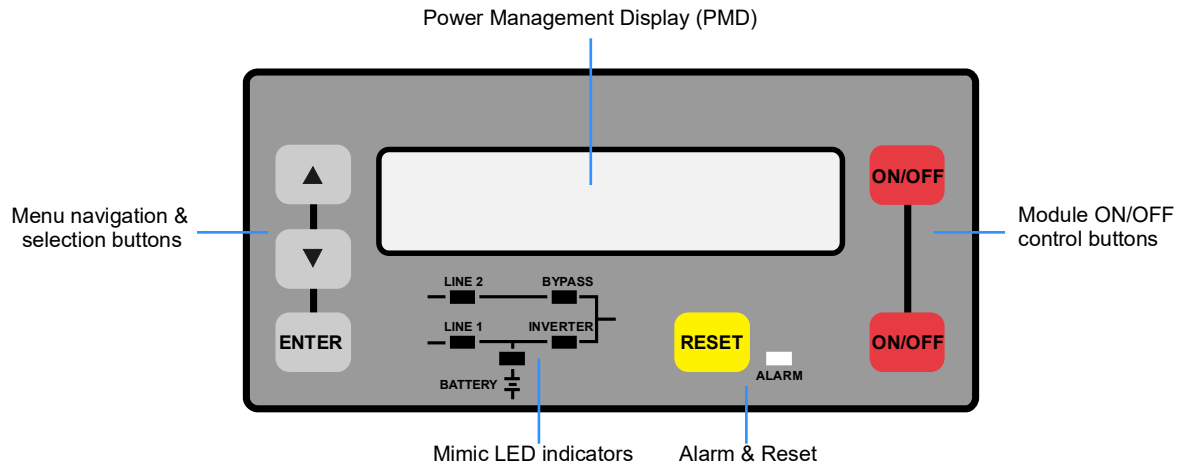 Power Management Display (PMD)
ON/OFF
Menu navigation &
selection buttons
Module ON/OFF
control buttons
LINE 2
BYPASS
LINE 1
INVERTER
ENTER
RESET
ON/OFF
ALARM
BATTERY
Mimic LED indicators
Alarm & Reset